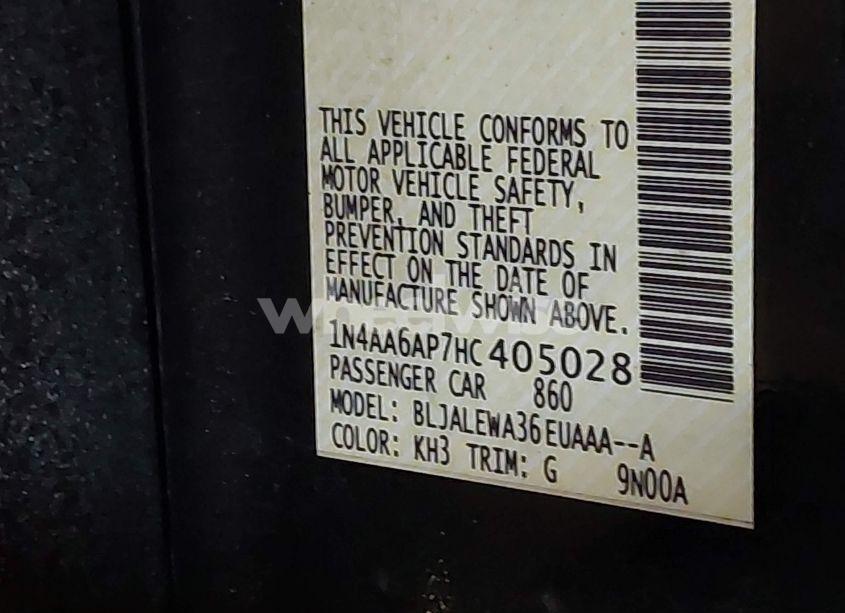 THIS VEHICLE CONFORMS TO
ALL APPLICABLE FEDERAL
MOTOR VEHICLE SAFETY,
BUMPER, AND THEFT
PREVENTION STANDARDS IN
EFFECT ON THE DATE OF
MANUFACTURE SHOWN ABOVE.
1N4AA6AP7HC405028
PASSENGER CAR 860
MODEL: BLJALEWA36EUAAA--A
COLOR: KH3 TRIM: G 9N00A